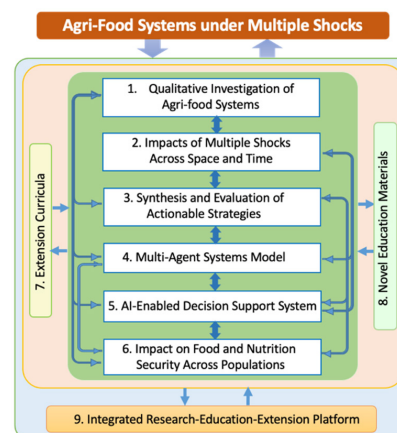 Agri-Food Systems under Multiple Shocks
1. Qualitative Investigation of
Agri-food Systems
2. Impacts of Multiple Shocks
Across Space and Time
3. Synthesis and Evaluation of
Actionable Strategies
4. Multi-Agent Systems Model
5. AI-Enabled Decision Support System
6. Impact on Food and Nutrition
Security Across Populations
7. Extension Curricula
8. Novel Education Materials
9. Integrated Research-Education-Extension Platform